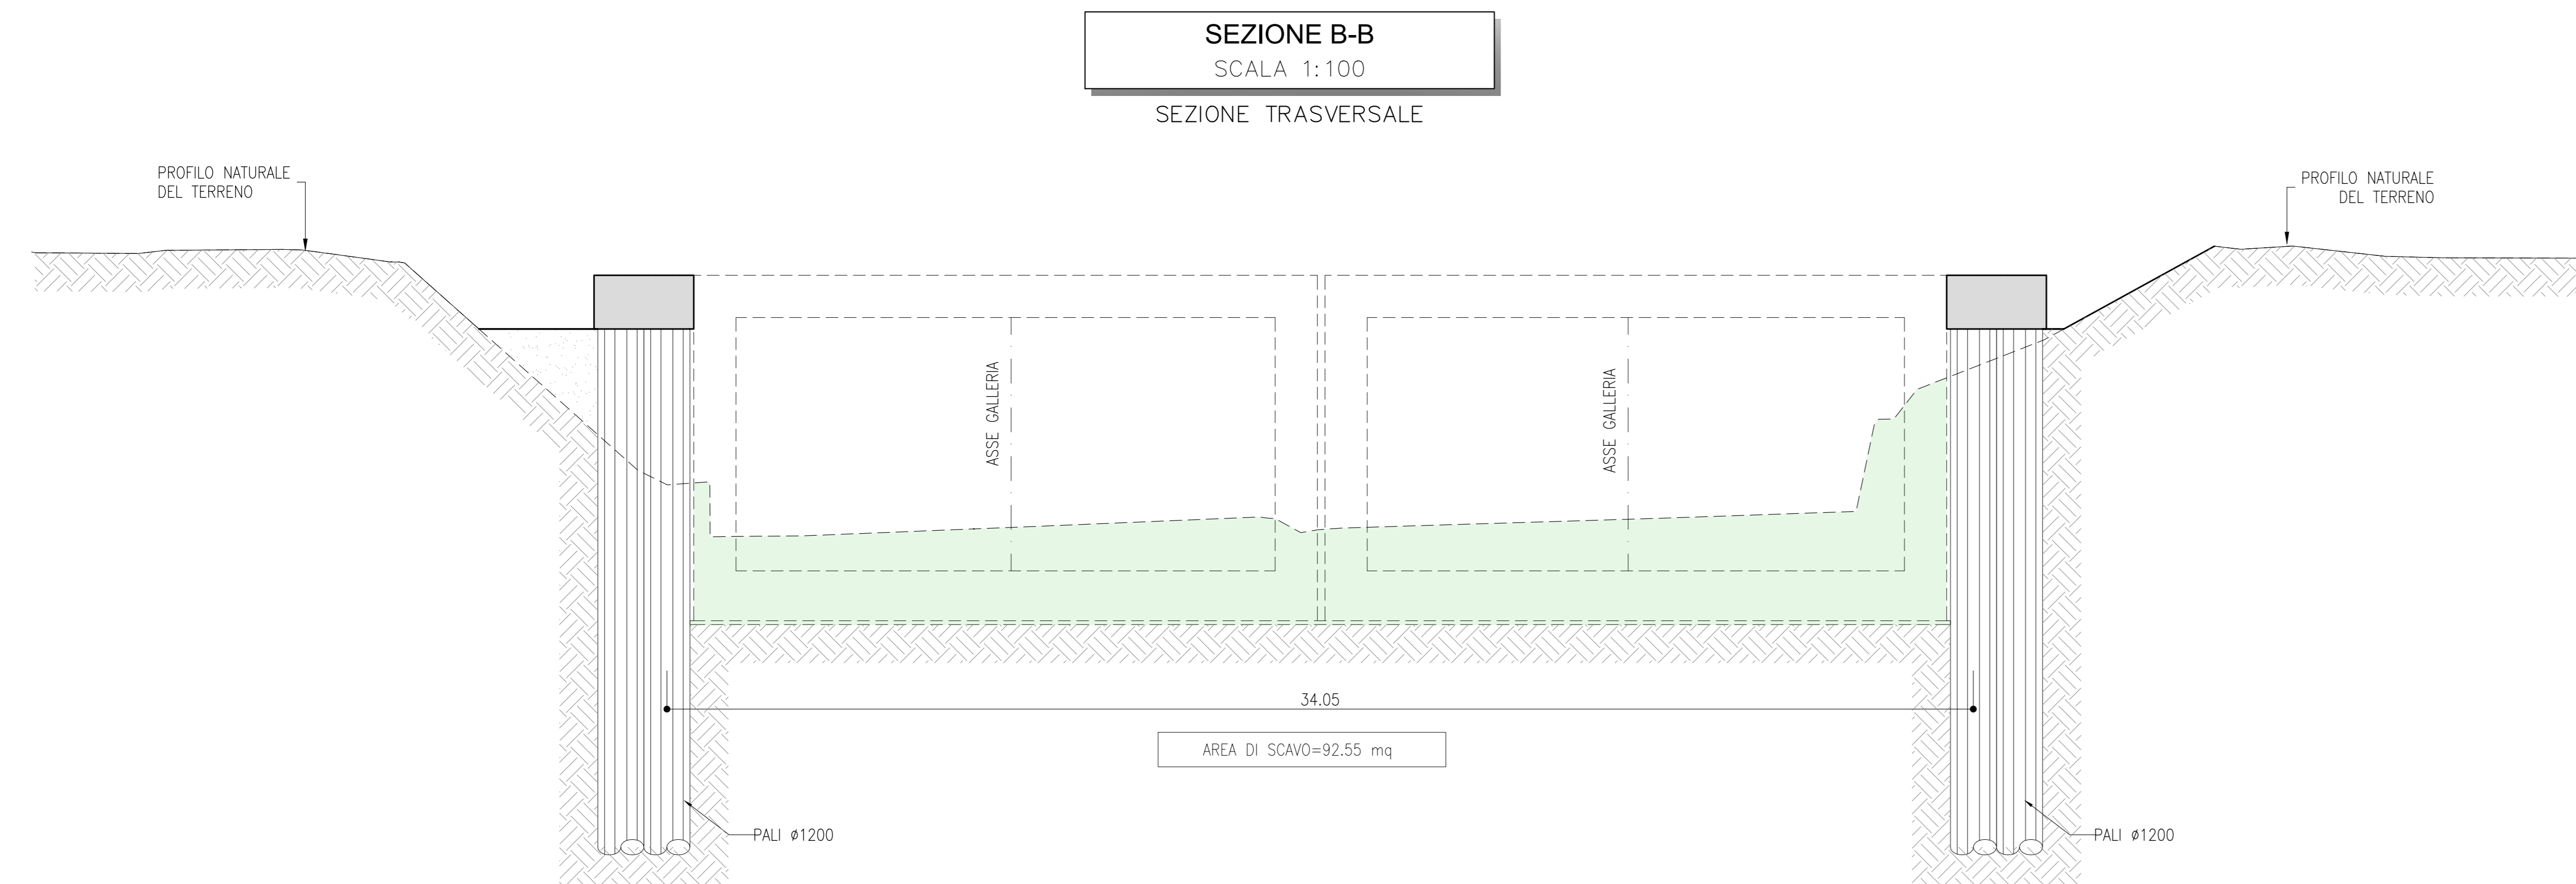 SEZIONE B-B
SCALA 1:100
SEZIONE TRASVERSALE
PROFILO NATURALE
DEL TERRENO
PROFILO NATURALE
DEL TERRENO
ASSE GALLERIA
ASSE GALLERIA
34.05
AREA DI SCAVO=92.55 mq
PALI ø1200
PALI ø1200